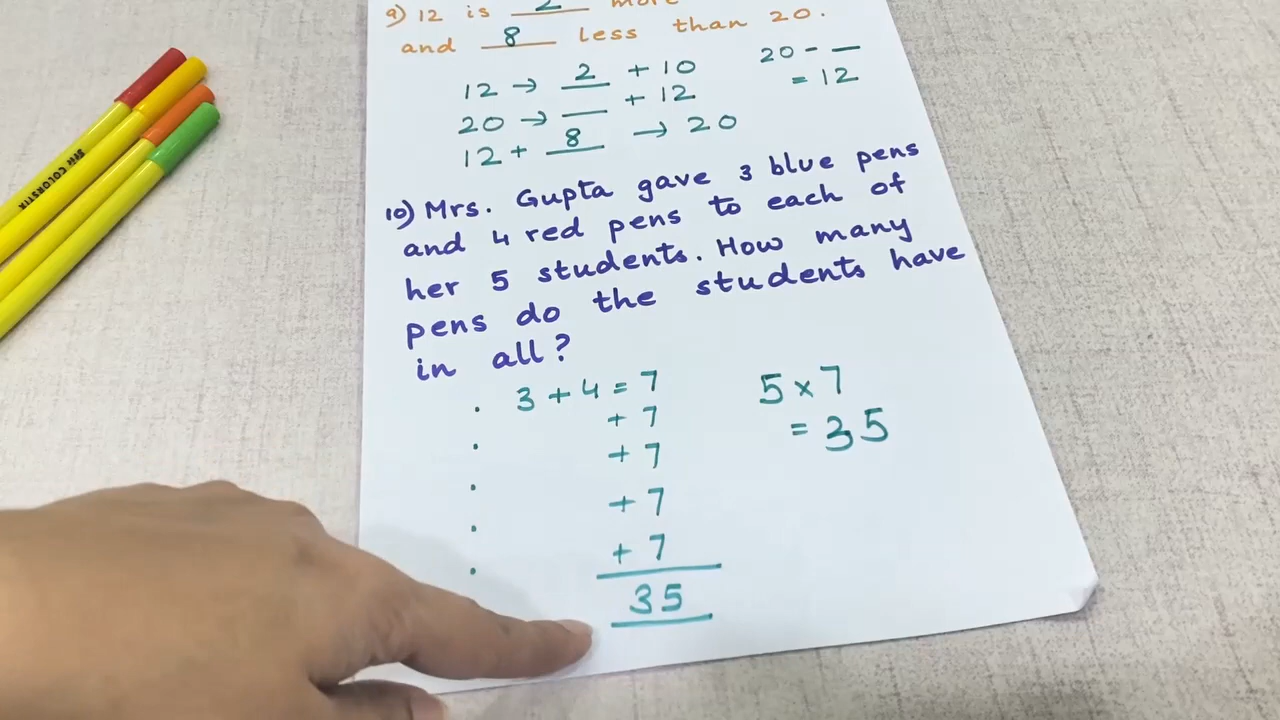 9) 12 is 2 more
and 8 less than 20.
12 → 2 + 10
20 → __ + 12
12 + 8 → 20
20 - __
= 12
10) Mrs. Gupta gave 3 blue pens
and 4 red pens to each of
her 5 students. How many
pens do the students have
in all?
. 3 + 4 = 7
. + 7
. + 7
. + 7
. + 7
35
5 × 7
= 35